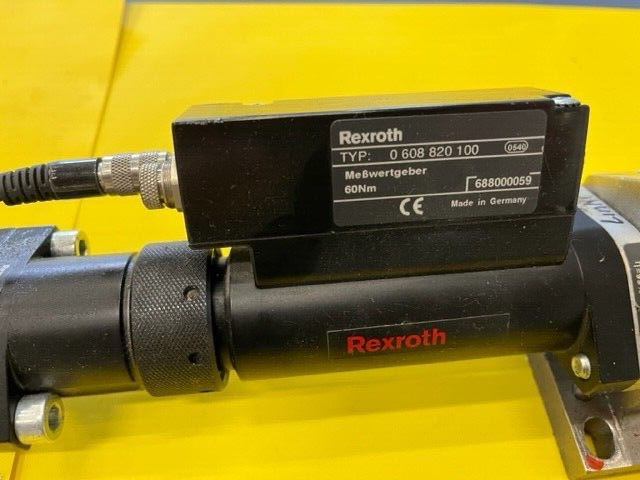 Rexroth
TYP: 0 608 820 100 0540
Meßwertgeber
60Nm 688000059
CE Made in Germany
Rexroth